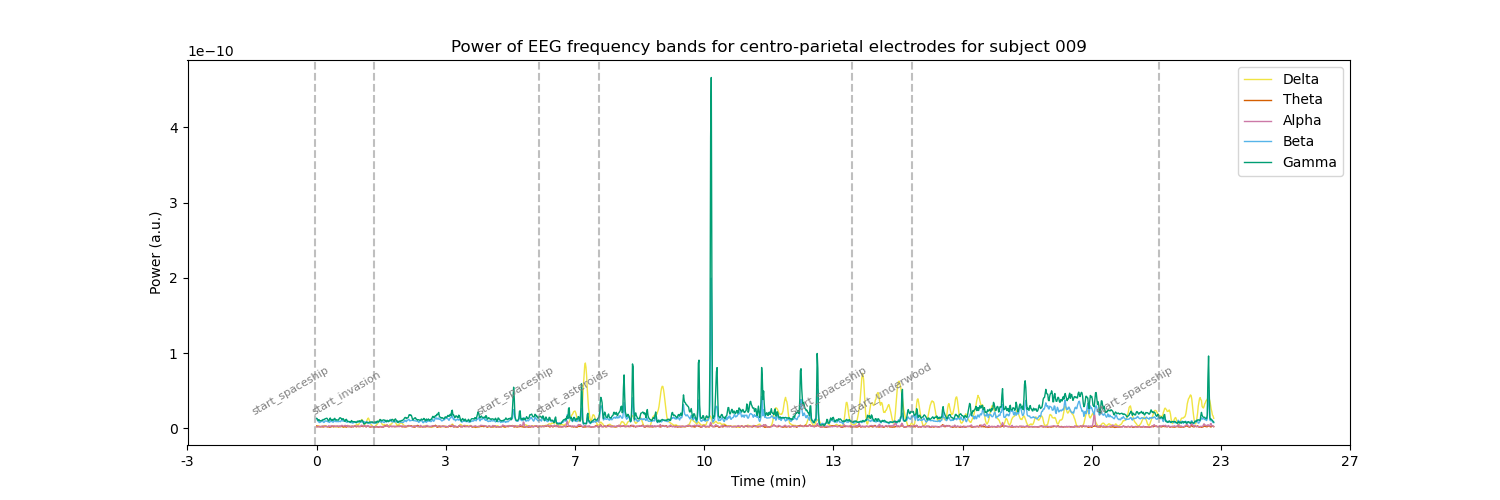 Power of EEG frequency bands for centro-parietal electrodes for subject 009
1e−10
Delta
Theta
Alpha
Beta
Gamma
Power (a.u.)
4
3
2
1
0
start_spaceship
start_invasion
start_spaceship
start_asteroids
start_spaceship
start_underwood
start_spaceship
-3 0 3 7 10 13 17 20 23 27
Time (min)